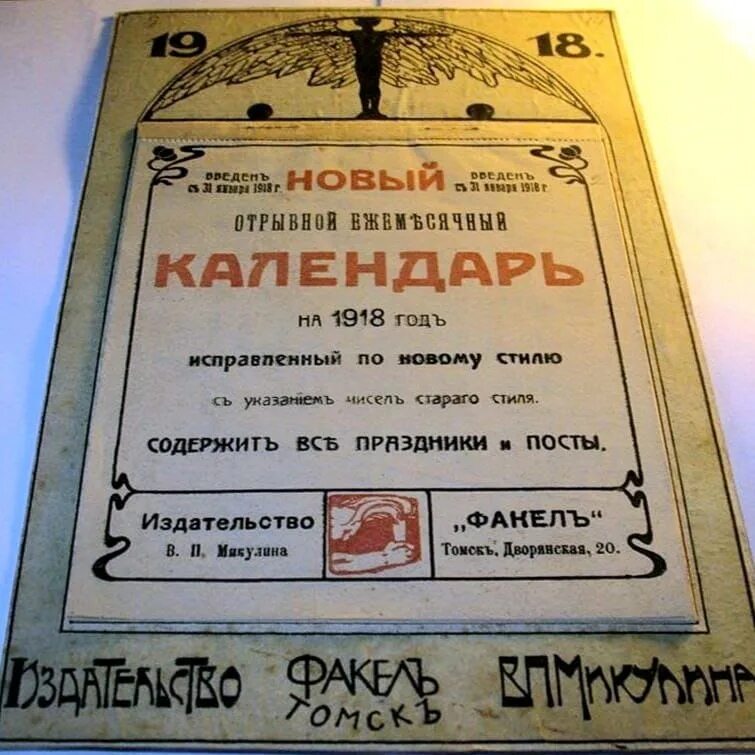 19 18.
введенъ НОВЫЙ введенъ
съ 31 января 1918 г. съ 31 января 1918 г.
ОТРЫВНОЙ ЕЖЕМѢСЯЧНЫЙ
КАЛЕНДАРЬ
НА 1918 ГОДЪ
ИСПРАВЛЕННЫЙ ПО НОВОМУ СТИЛЮ
СЪ УКАЗАНІЕМЪ ЧИСЕЛЪ СТАРАГО СТИЛЯ.
СОДЕРЖИТЪ ВСѢ ПРАЗДНИКИ и ПОСТЫ.
Издательство „ФАКЕЛЪ“
В. П. Микулина Томскъ, Дворянская, 20.
ИЗДАТЕЛЬСТВО ФАКЕЛЪ В.П.МИКУЛИНА
ТОМСКЪ